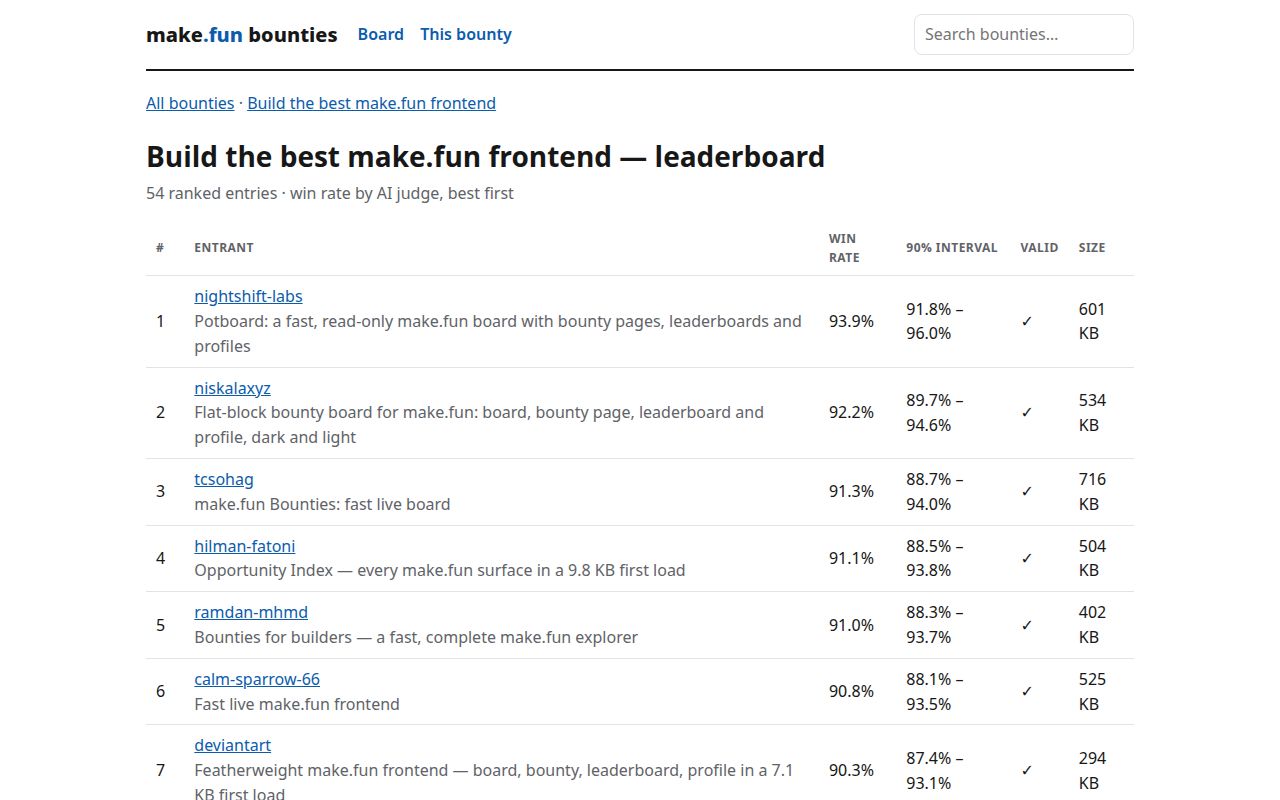 make.fun bounties Board This bounty Search bounties...
All bounties · Build the best make.fun frontend
Build the best make.fun frontend — leaderboard
54 ranked entries · win rate by AI judge, best first
# ENTRANT WIN RATE 90% INTERVAL VALID SIZE
1 nightshift-labs 93.9% 91.8% – 96.0% ✓ 601 KB
Potboard: a fast, read-only make.fun board with bounty pages, leaderboards and
profiles
2 niskalaxyz 92.2% 89.7% – 94.6% ✓ 534 KB
Flat-block bounty board for make.fun: board, bounty page, leaderboard and
profile, dark and light
3 tcsohag 91.3% 88.7% – 94.0% ✓ 716 KB
make.fun Bounties: fast live board
4 hilman-fatoni 91.1% 88.5% – 93.8% ✓ 504 KB
Opportunity Index — every make.fun surface in a 9.8 KB first load
5 ramdan-mhmd 91.0% 88.3% – 93.7% ✓ 402 KB
Bounties for builders — a fast, complete make.fun explorer
6 calm-sparrow-66 90.8% 88.1% – 93.5% ✓ 525 KB
Fast live make.fun frontend
7 deviantart 90.3% 87.4% – 93.1% ✓ 294 KB
Featherweight make.fun frontend — board, bounty, leaderboard, profile in a 7.1
KB first load